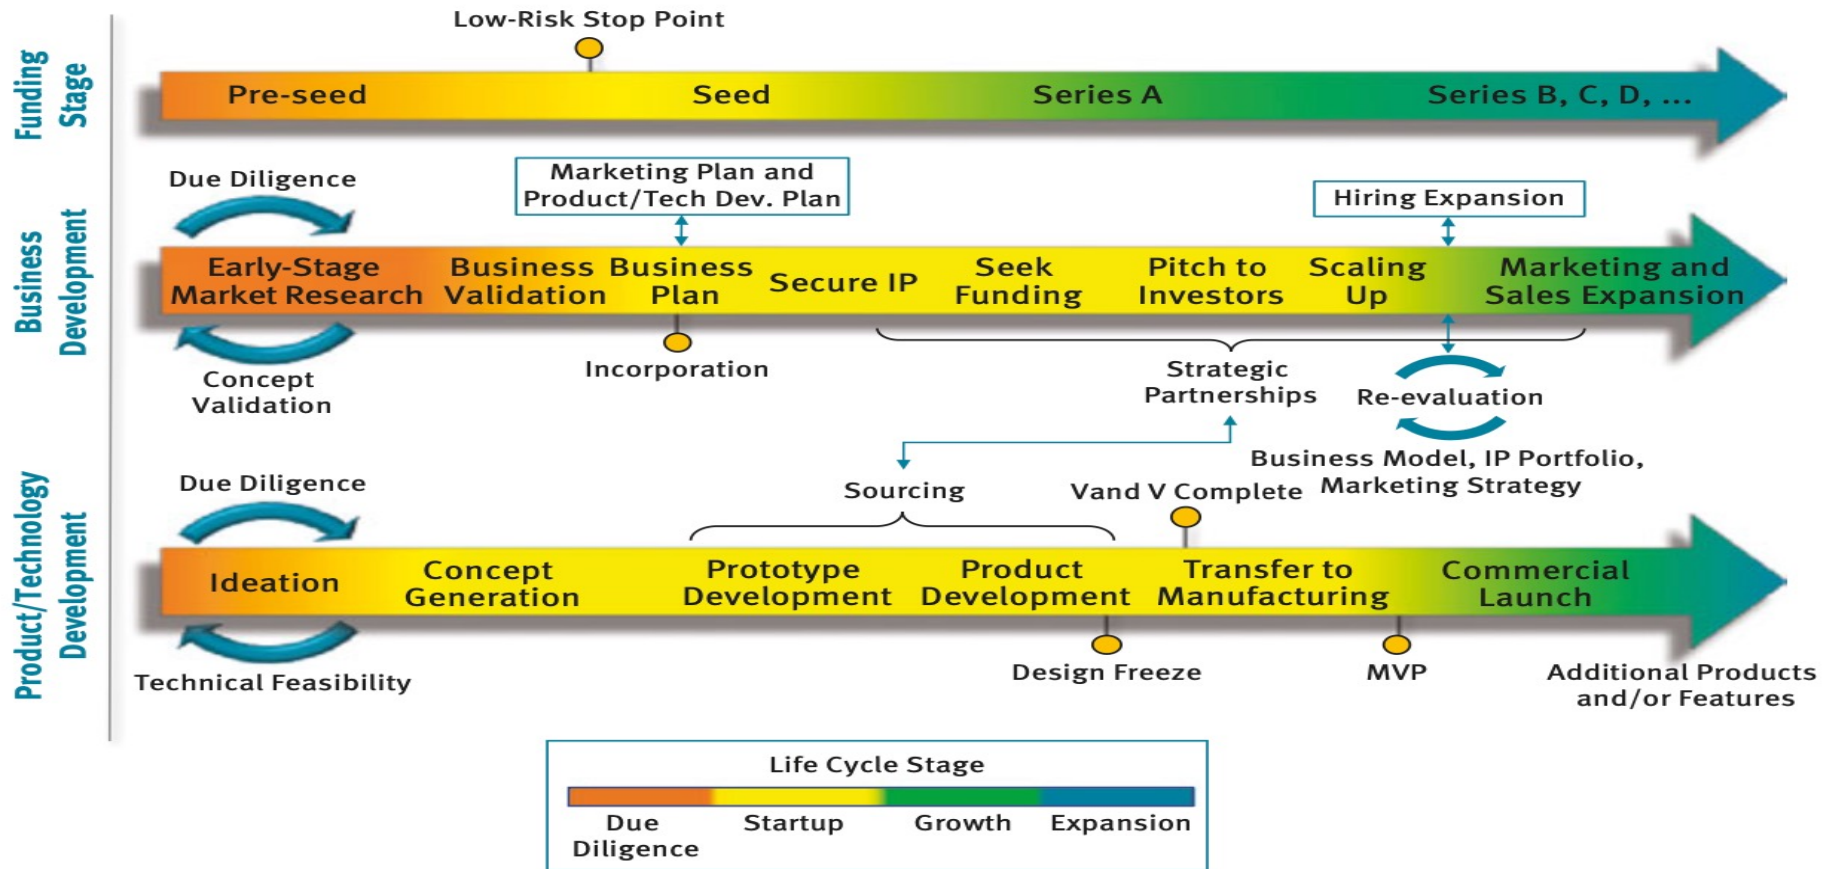 Low-Risk Stop Point
Funding
Stage
Pre-seed
Seed
Series A
Series B, C, D, ...
Business
Development
Due Diligence
Marketing Plan and
Product/Tech Dev. Plan
Hiring Expansion
Early-Stage
Market Research
Business
Validation
Business
Plan
Secure IP
Seek
Funding
Pitch to
Investors
Scaling
Up
Marketing and
Sales Expansion
Concept
Validation
Incorporation
Strategic
Partnerships
Re-evaluation
Business Model, IP Portfolio,
Marketing Strategy
Product/Technology
Development
Due Diligence
Sourcing
Vand V Complete
Ideation
Concept
Generation
Prototype
Development
Product
Development
Transfer to
Manufacturing
Commercial
Launch
Technical Feasibility
Design Freeze
MVP
Additional Products
and/or Features
Life Cycle Stage
Due
Diligence
Startup
Growth
Expansion